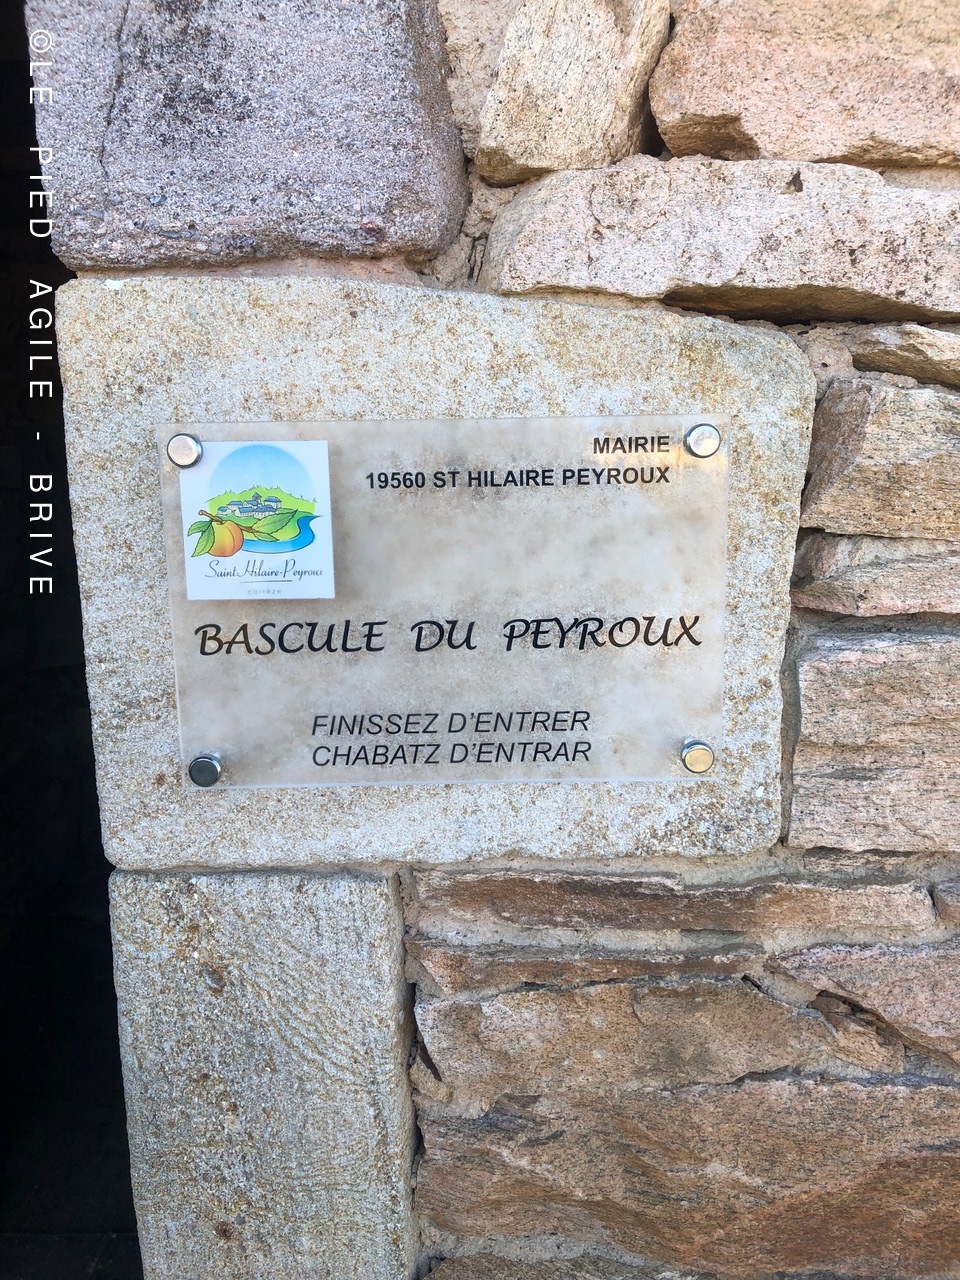 ©LE PIED AGILE - BRIVE
MAIRIE
19560 ST HILAIRE PEYROUX
Saint-Hilaire-Peyroux
corrèze
BASCULE DU PEYROUX
FINISSEZ D'ENTRER
CHABATZ D'ENTRAR